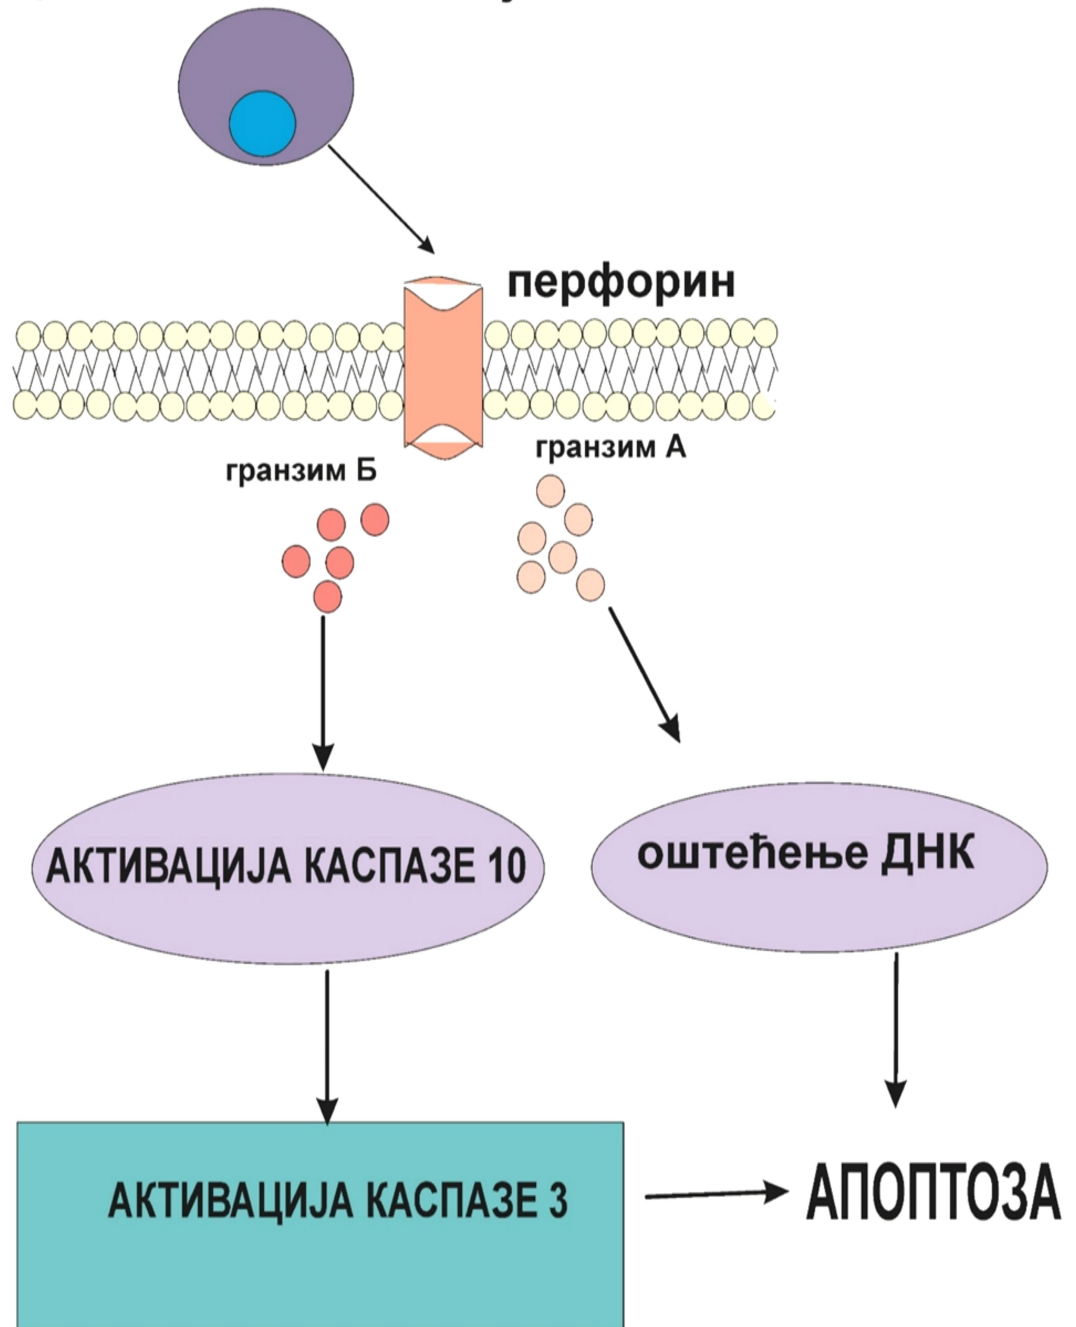 перфорин
гранзим А
гранзим Б
АКТИВАЦИЈА КАСПАЗЕ 10
оштећење ДНК
АКТИВАЦИЈА КАСПАЗЕ 3
АПОПТОЗА